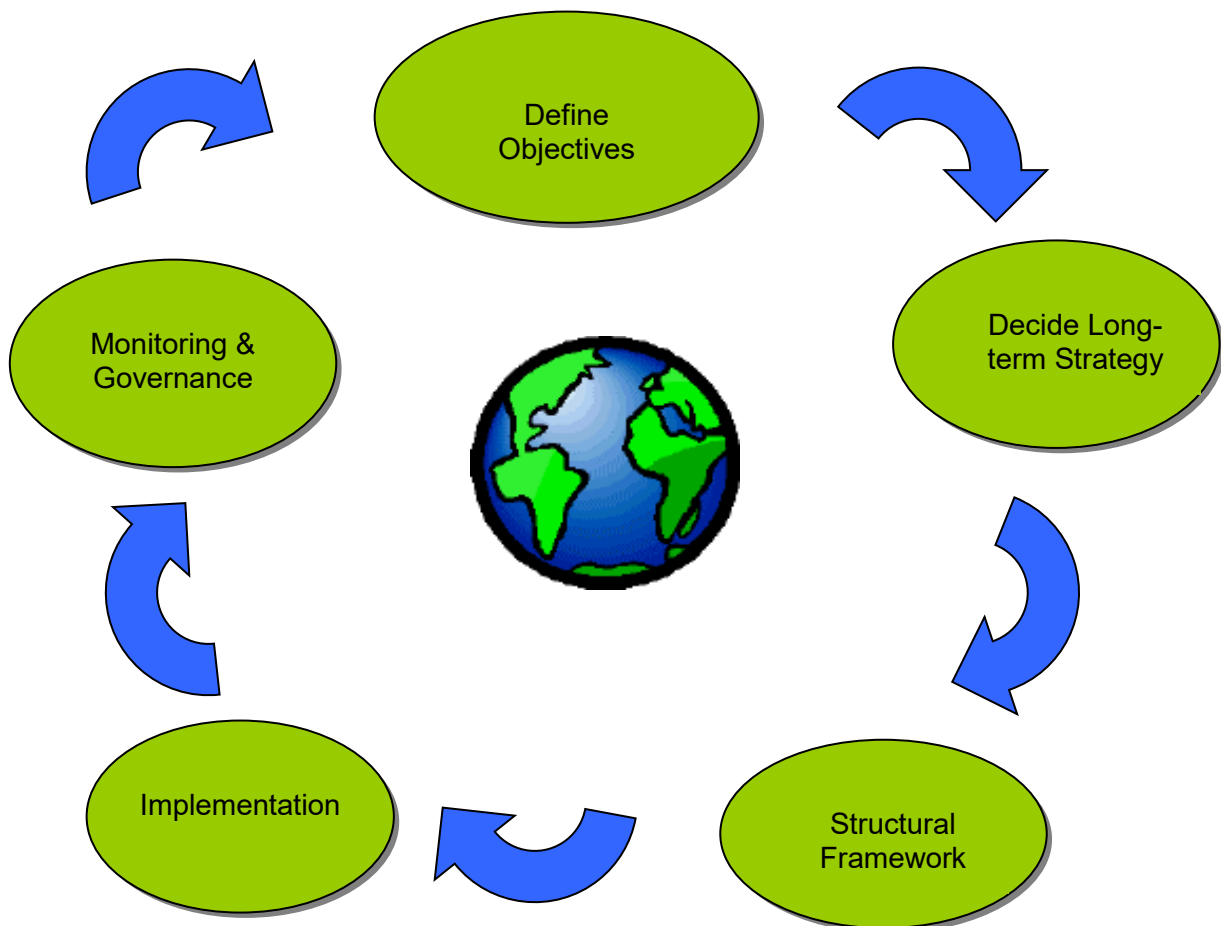 Define
Objectives
Decide Long-
term Strategy
Structural
Framework
Implementation
Monitoring &
Governance